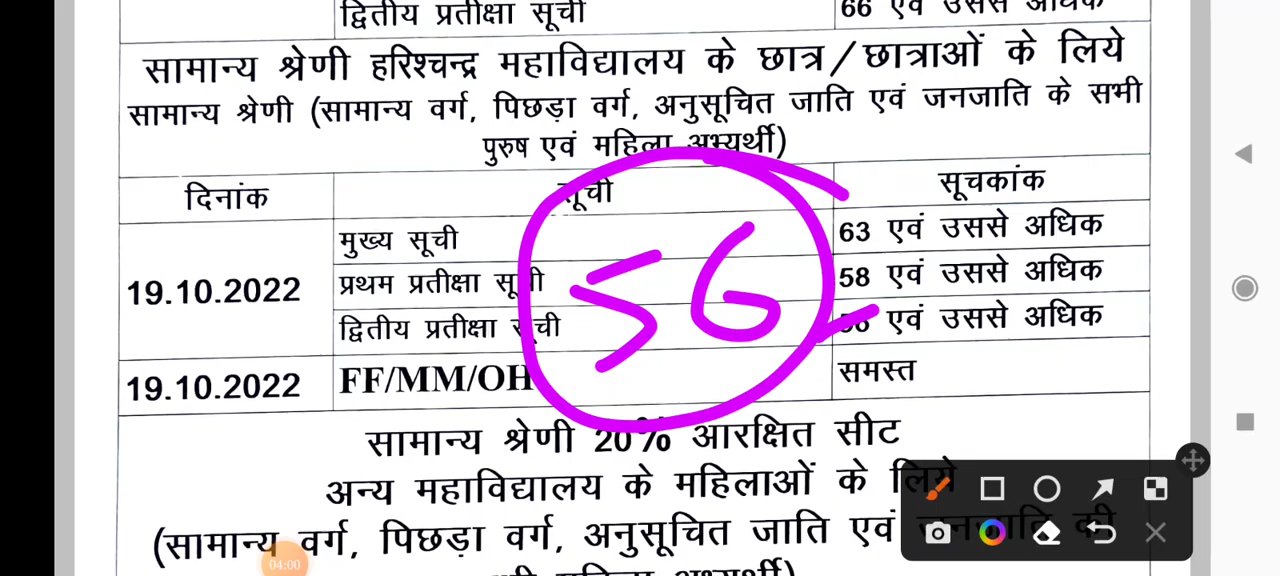 द्वितीय प्रतीक्षा सूची 66 एवं उससे अधिक
सामान्य श्रेणी हरिश्चन्द्र महाविद्यालय के छात्र/छात्राओं के लिये
सामान्य श्रेणी (सामान्य वर्ग, पिछड़ा वर्ग, अनुसूचित जाति एवं जनजाति के सभी
पुरुष एवं महिला अभ्यर्थी)
दिनांक सूची सूचकांक
मुख्य सूची 63 एवं उससे अधिक
19.10.2022 प्रथम प्रतीक्षा सूची 58 एवं उससे अधिक
द्वितीय प्रतीक्षा सूची 56 एवं उससे अधिक
56
19.10.2022 FF/MM/OH समस्त
सामान्य श्रेणी 20% आरक्षित सीट
अन्य महाविद्यालय के महिलाओं के लिये
(सामान्य वर्ग, पिछड़ा वर्ग, अनुसूचित जाति एवं जनजाति की
04:00